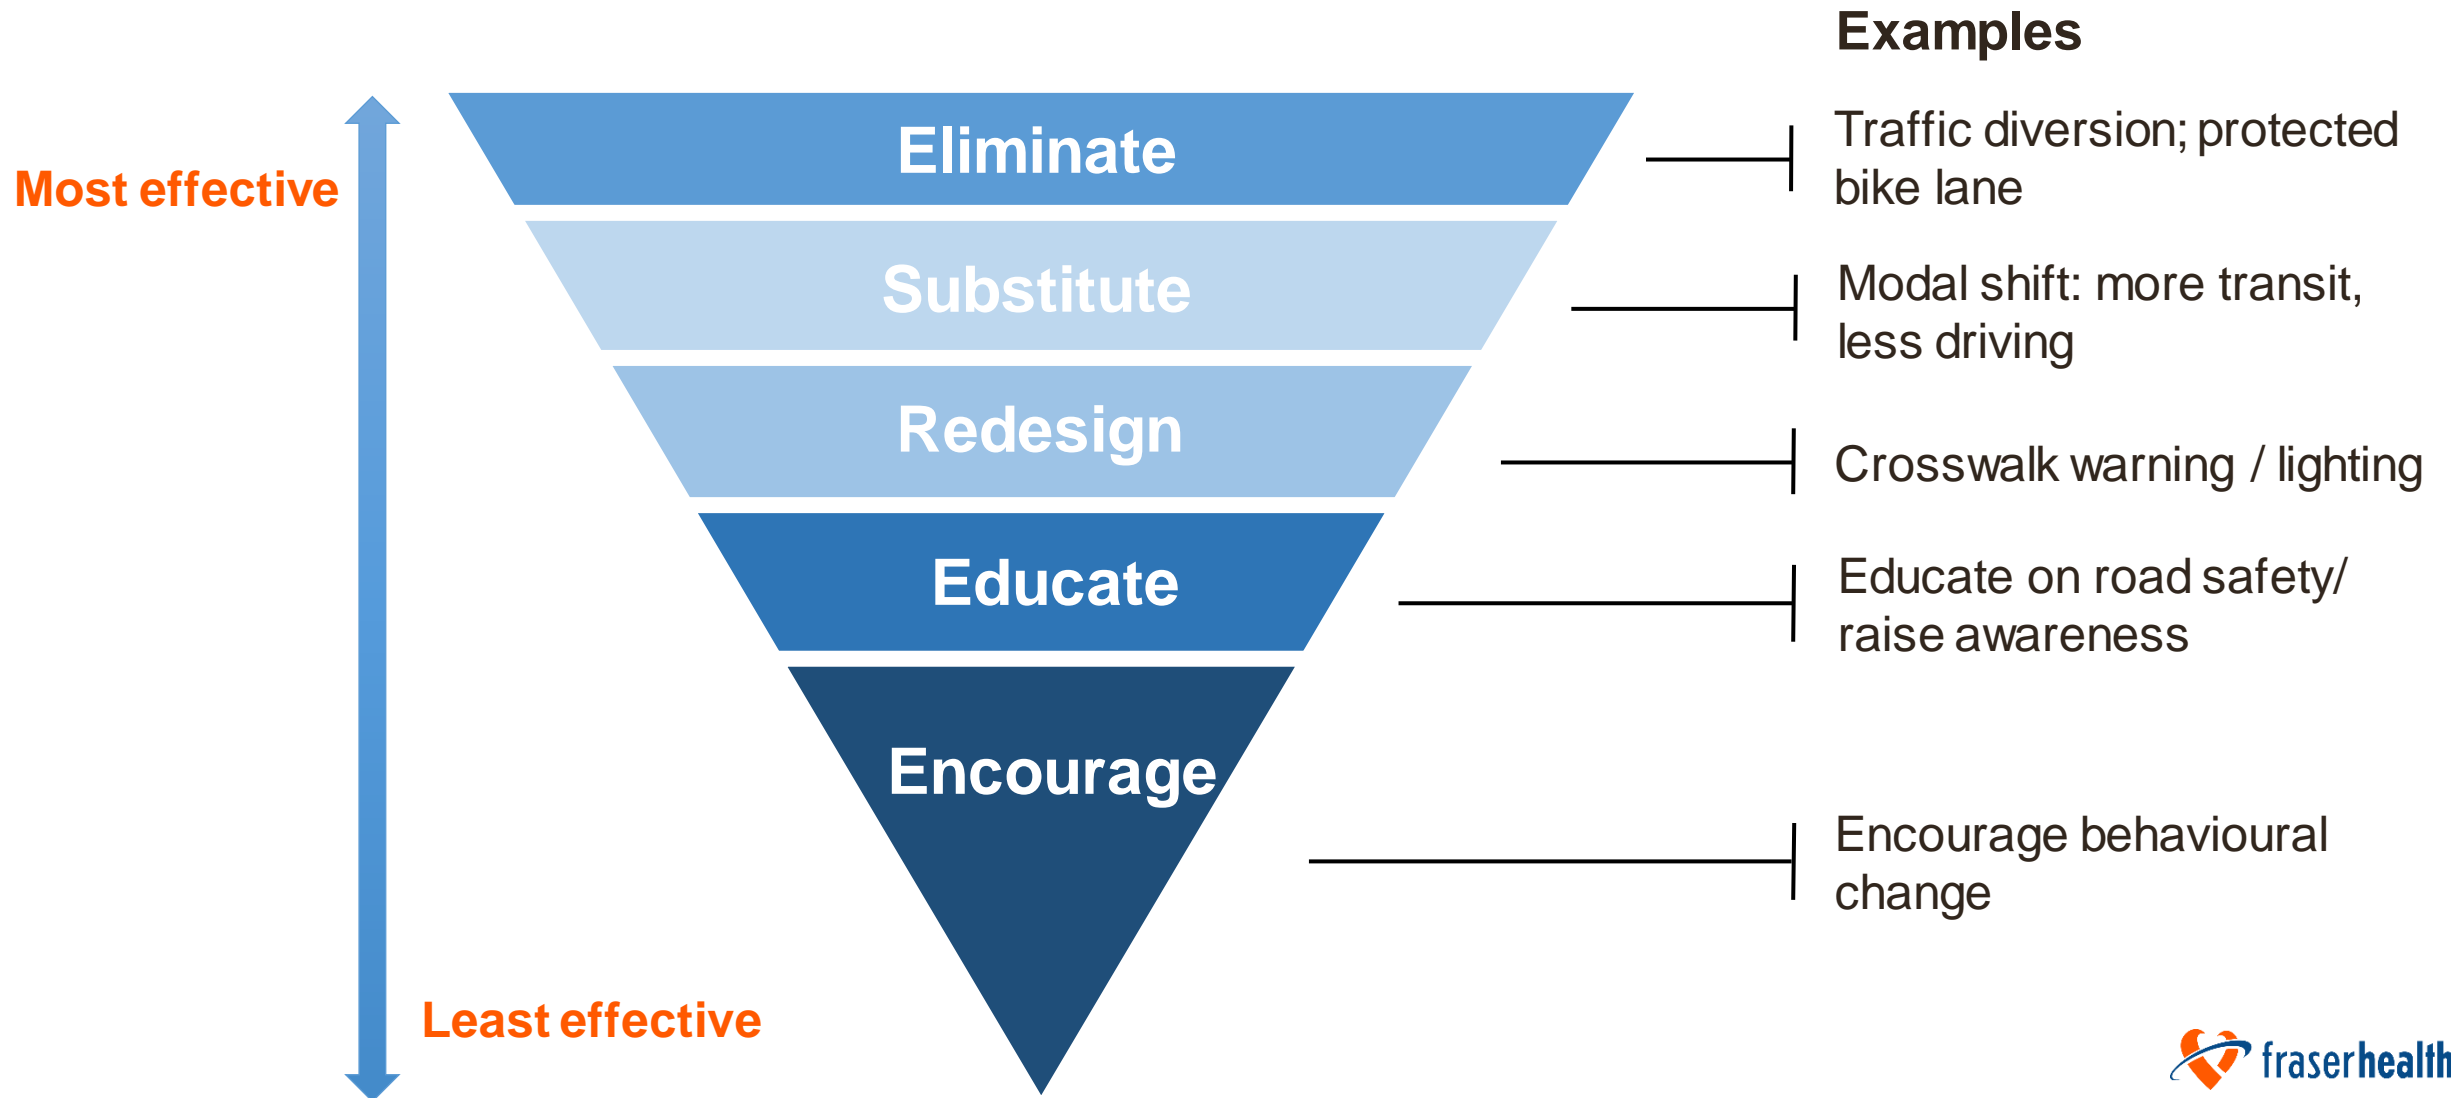 Examples
Most effective
Eliminate
Traffic diversion; protected
bike lane
Substitute
Modal shift: more transit,
less driving
Redesign
Crosswalk warning / lighting
Educate
Educate on road safety/
raise awareness
Encourage
Encourage behavioural
change
Least effective
fraserhealth